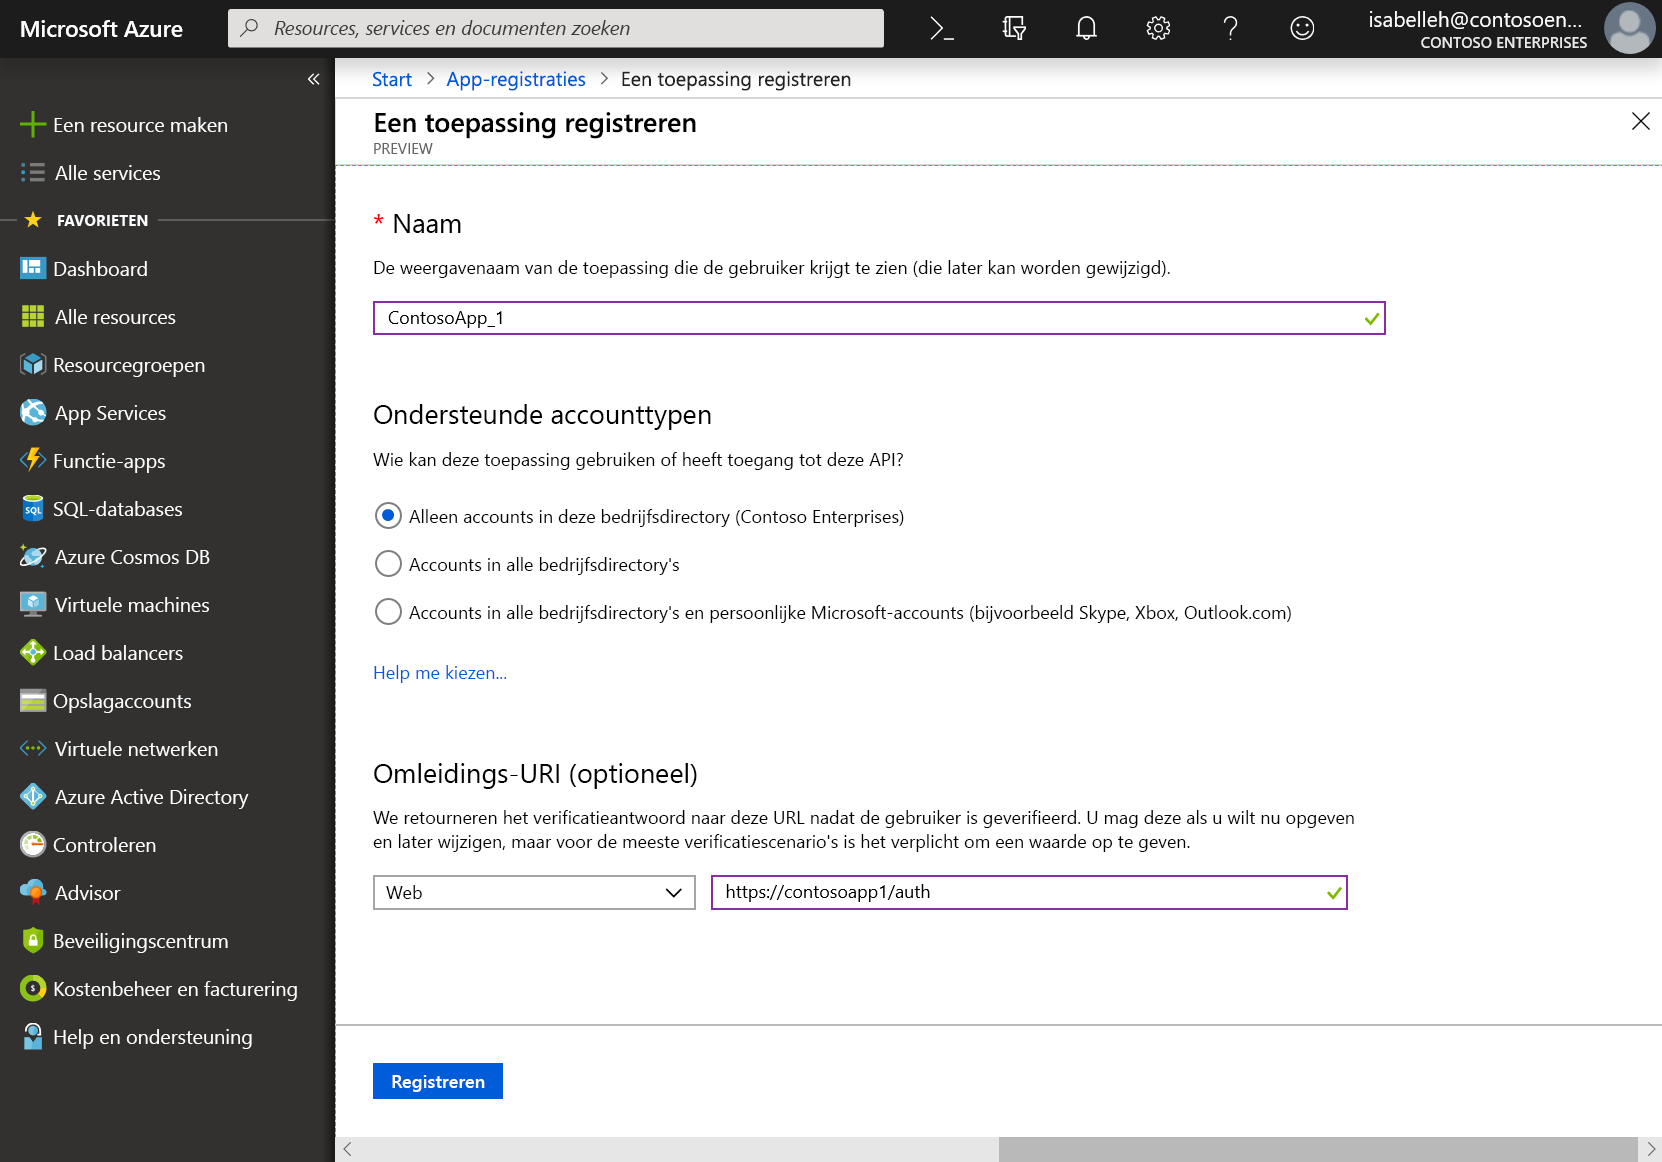 Microsoft Azure
Resources, services en documenten zoeken
isabelleh@contosoen...
CONTOSO ENTERPRISES
Een resource maken
Alle services
FAVORIETEN
Dashboard
Alle resources
Resourcegroepen
App Services
Functie-apps
SQL-databases
Azure Cosmos DB
Virtuele machines
Load balancers
Opslagaccounts
Virtuele netwerken
Azure Active Directory
Controleren
Advisor
Beveiligingscentrum
Kostenbeheer en facturering
Help en ondersteuning
Start > App-registraties > Een toepassing registreren
Een toepassing registreren
PREVIEW
* Naam
De weergavenaam van de toepassing die de gebruiker krijgt te zien (die later kan worden gewijzigd).
ContosoApp_1
Ondersteunde accounttypen
Wie kan deze toepassing gebruiken of heeft toegang tot deze API?
Alleen accounts in deze bedrijfsdirectory (Contoso Enterprises)
Accounts in alle bedrijfsdirectory's
Accounts in alle bedrijfsdirectory's en persoonlijke Microsoft-accounts (bijvoorbeeld Skype, Xbox, Outlook.com)
Help me kiezen...
Omleidings-URI (optioneel)
We retourneren het verificatieantwoord naar deze URL nadat de gebruiker is geverifieerd. U mag deze als u wilt nu opgeven
en later wijzigen, maar voor de meeste verificatiescenario's is het verplicht om een waarde op te geven.
Web
https://contosoapp1/auth
Registreren